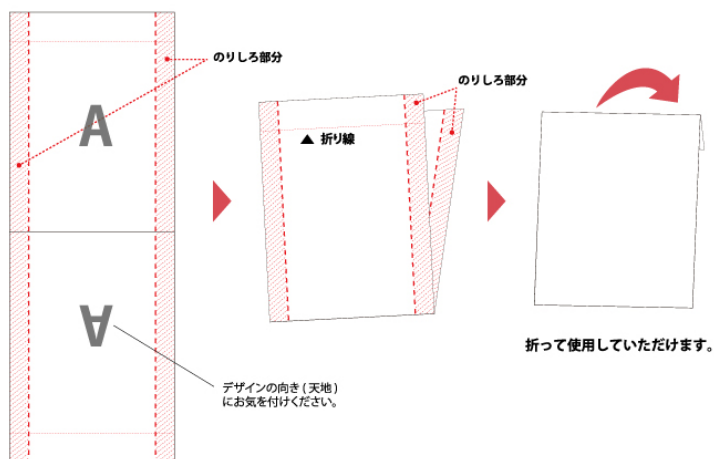 のりしろ部分
A
A
デザインの向き(天地)
にお気を付けください。
のりしろ部分
▲ 折り線
折って使用していただけます。